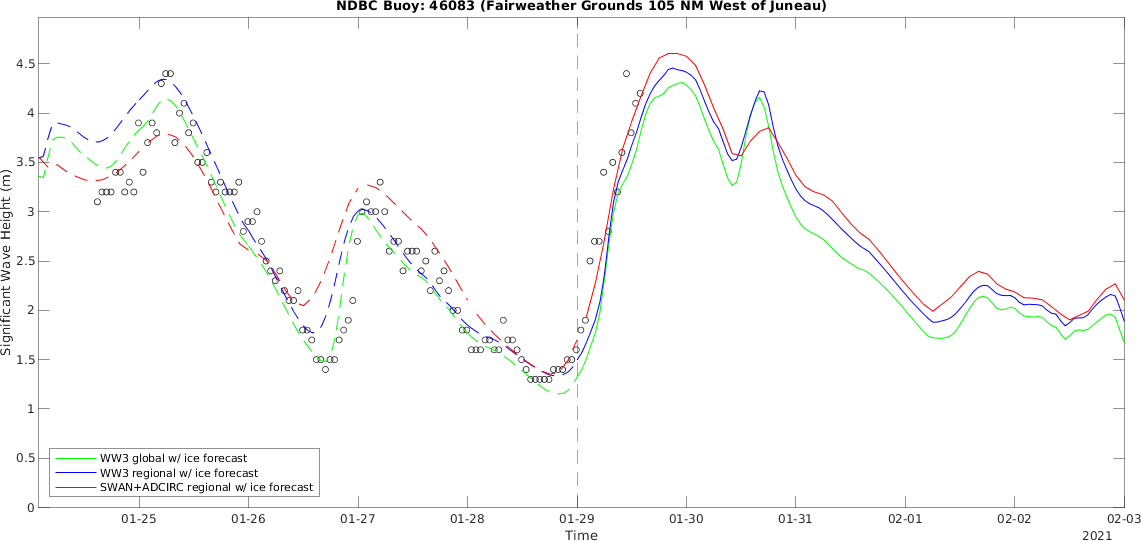 NDBC Buoy: 46083 (Fairweather Grounds 105 NM West of Juneau)
Significant Wave Height (m)
4.5
4
3.5
3
2.5
2
1.5
1
0.5
0
WW3 global w/ ice forecast
WW3 regional w/ ice forecast
SWAN+ADCIRC regional w/ ice forecast
01-25 01-26 01-27 01-28 01-29 01-30 01-31 02-01 02-02 02-03
Time
2021